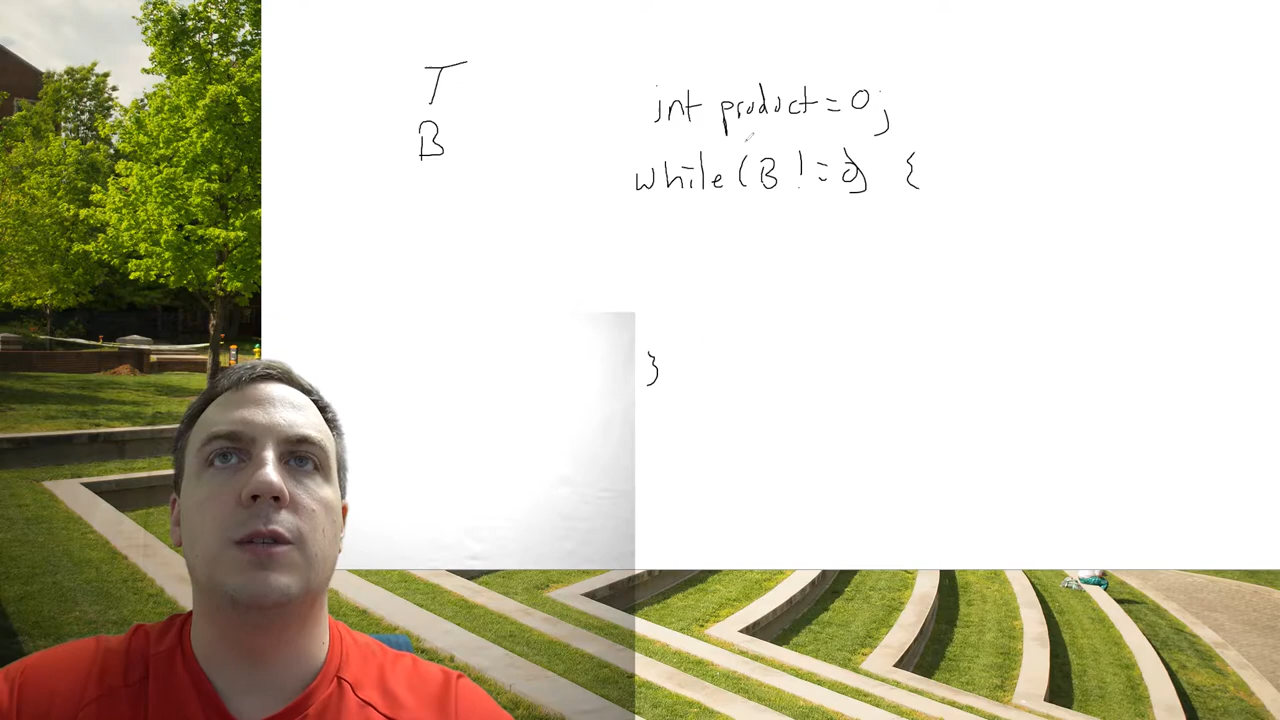 T
B
int product = 0;
while (B != 0) {
}